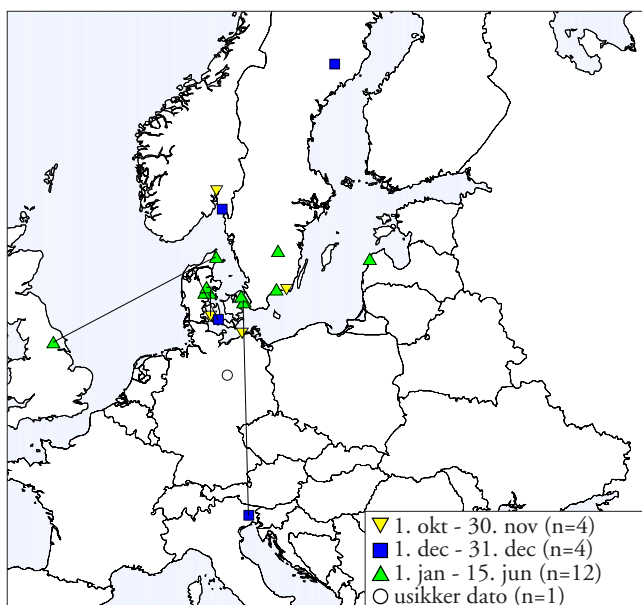 1. okt - 30. nov (n=4)
1. dec - 31. dec (n=4)
1. jan - 15. jun (n=12)
usikker dato (n=1)